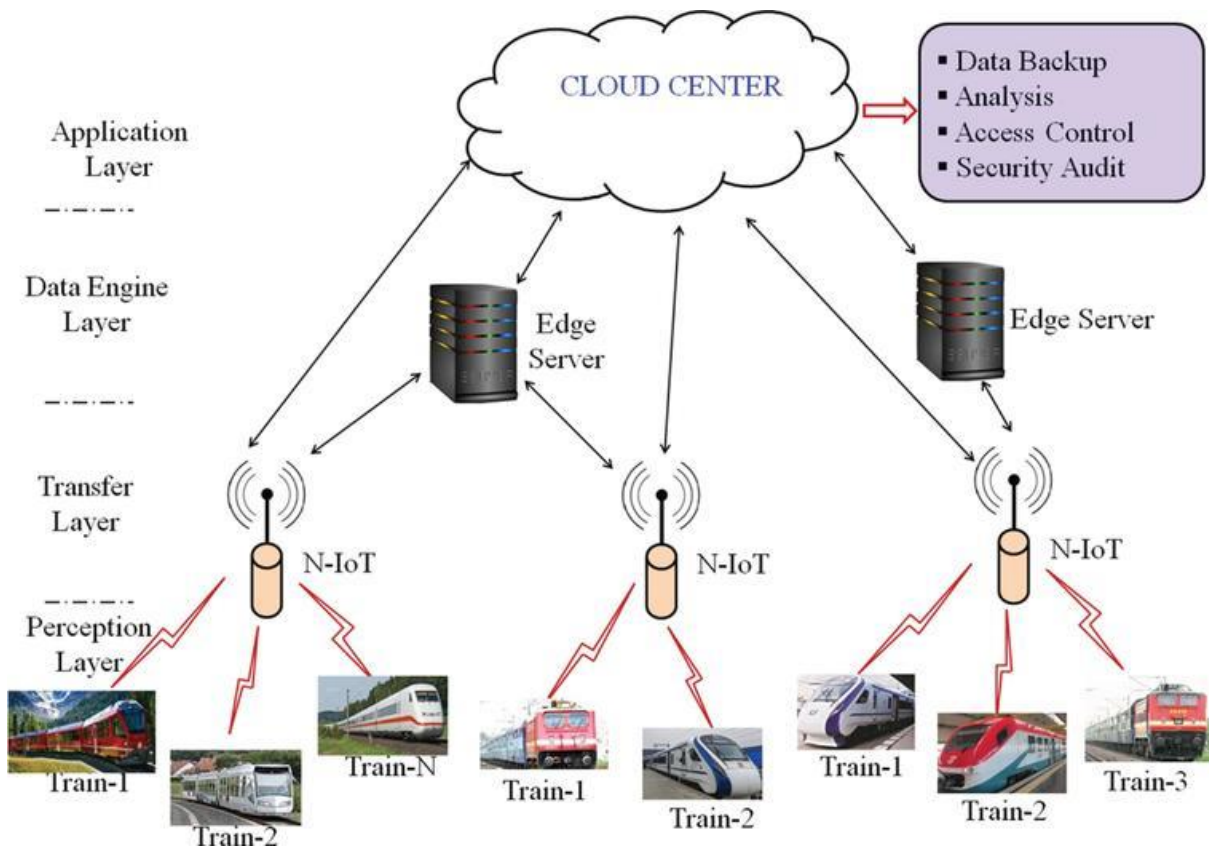 CLOUD CENTER
▪ Data Backup
▪ Analysis
▪ Access Control
▪ Security Audit
Application
Layer
Data Engine
Layer
Edge
Server
Edge Server
Transfer
Layer
N-IoT
N-IoT
N-IoT
Perception
Layer
Train-1
Train-2
Train-N
Train-1
Train-2
Train-1
Train-2
Train-3